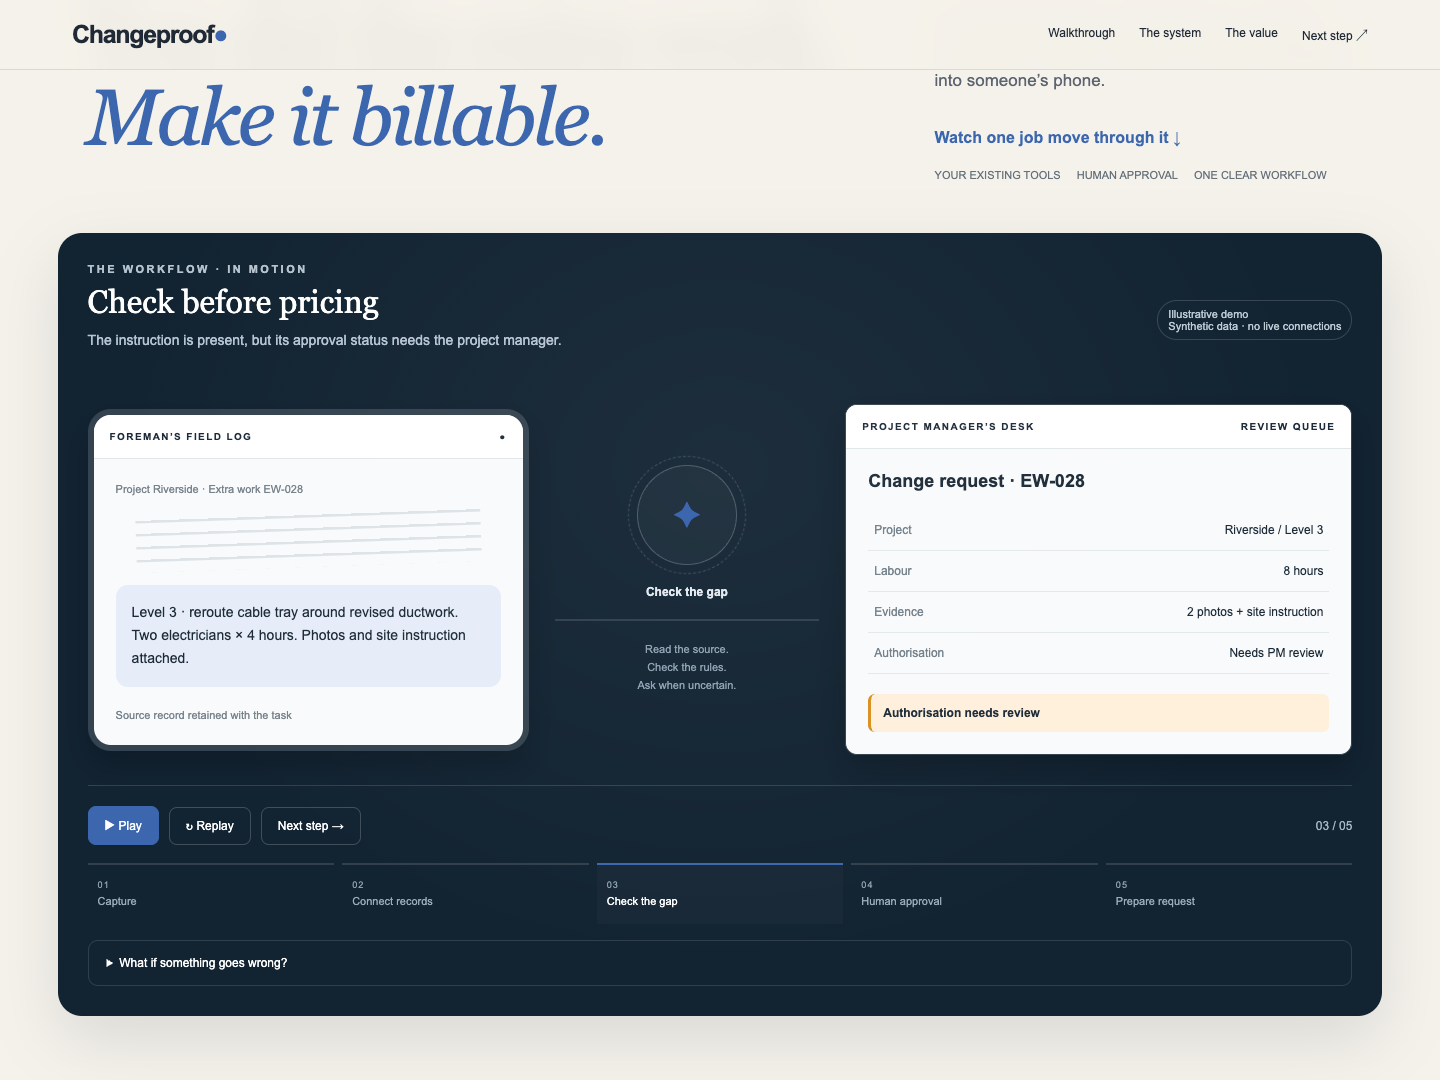 Changeproof
Walkthrough
The system
The value
Next step ↗
into someone's phone.
Make it billable.
Watch one job move through it ↓
YOUR EXISTING TOOLS
HUMAN APPROVAL
ONE CLEAR WORKFLOW
THE WORKFLOW · IN MOTION
Check before pricing
The instruction is present, but its approval status needs the project manager.
Illustrative demo
Synthetic data · no live connections
FOREMAN'S FIELD LOG
Project Riverside · Extra work EW-028
Level 3 · reroute cable tray around revised ductwork.
Two electricians × 4 hours. Photos and site instruction
attached.
Source record retained with the task
Check the gap
Read the source.
Check the rules.
Ask when uncertain.
PROJECT MANAGER'S DESK
REVIEW QUEUE
Change request · EW-028
Project
Riverside / Level 3
Labour
8 hours
Evidence
2 photos + site instruction
Authorisation
Needs PM review
Authorisation needs review
▶ Play
↻ Replay
Next step →
03 / 05
01
Capture
02
Connect records
03
Check the gap
04
Human approval
05
Prepare request
▶ What if something goes wrong?